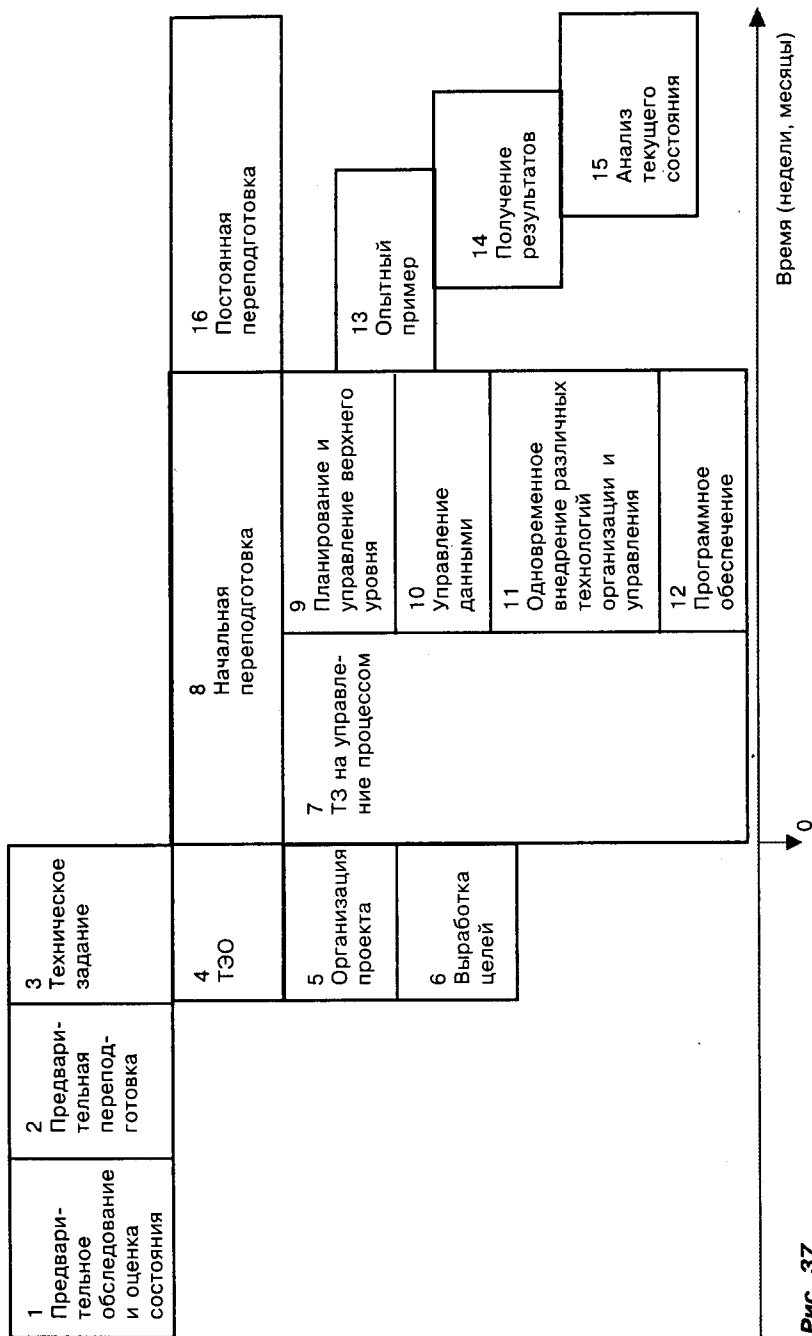 1
Предвари-
тельное
обследование
и оценка
состояния
2
Предвари-
тельная
перепод-
готовка
3
Техническое
задание
4
ТЭО
5
Организация
проекта
6
Выработка
целей
7
ТЗ на управле-
ние процессом
8
Начальная
переподготовка
9
Планирование и
управление верхнего
уровня
10
Управление
данными
11
Одновременное
внедрение различных
технологий
организации и
управления
12
Программное
обеспечение
13
Опытный
пример
14
Получение
результатов
15
Анализ
текущего
состояния
16
Постоянная
переподготовка
0
Время (недели, месяцы)
Рис. 37